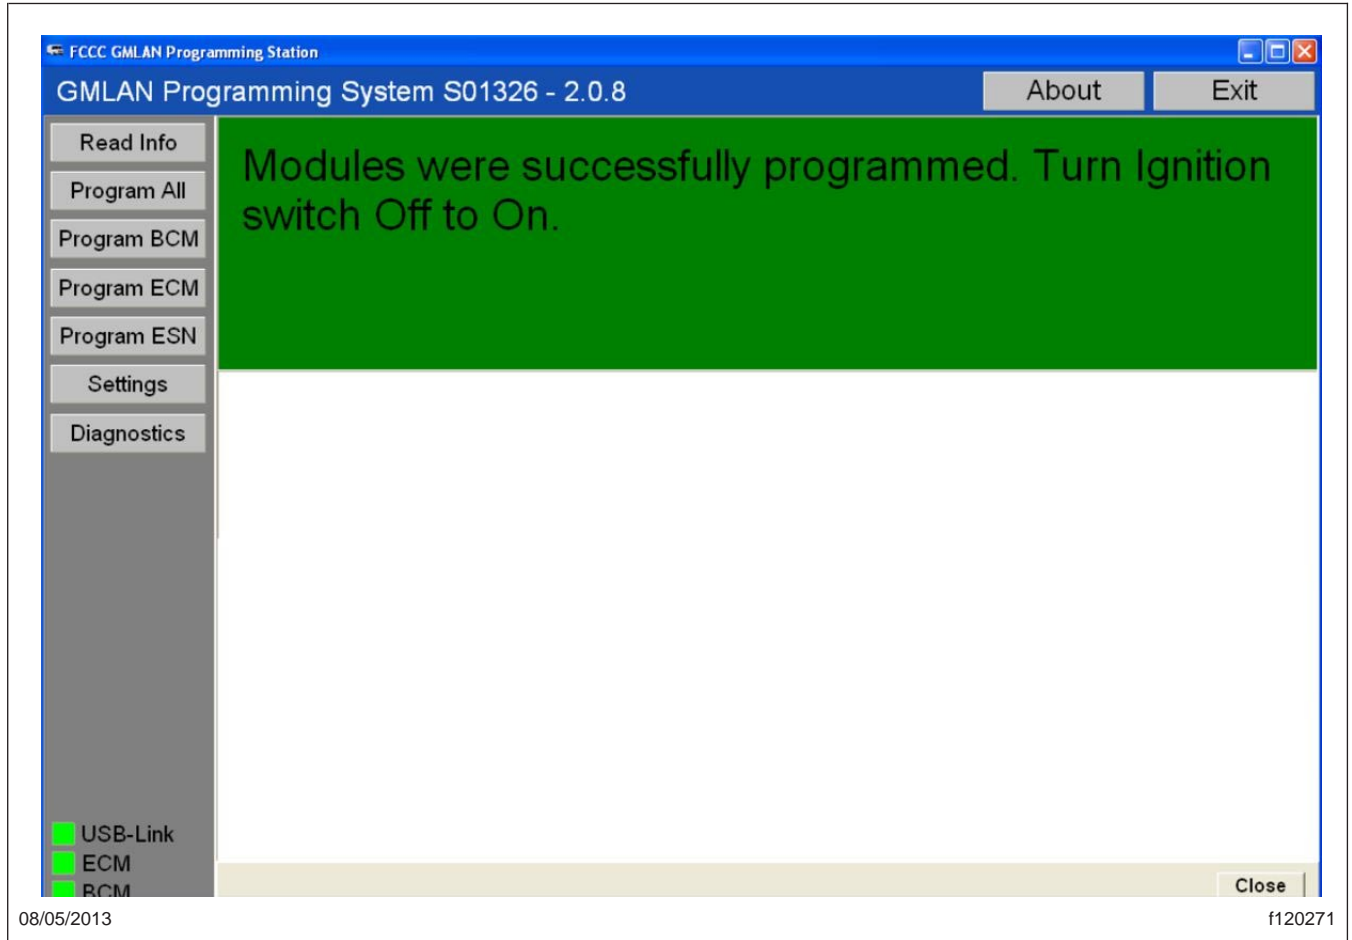 FCCC GMLAN Programming Station
GMLAN Programming System S01326 - 2.0.8
About
Exit
Read Info
Program All
Program BCM
Program ECM
Program ESN
Settings
Diagnostics
Modules were successfully programmed. Turn Ignition
switch Off to On.
USB-Link
ECM
BCM
Close
08/05/2013
f120271